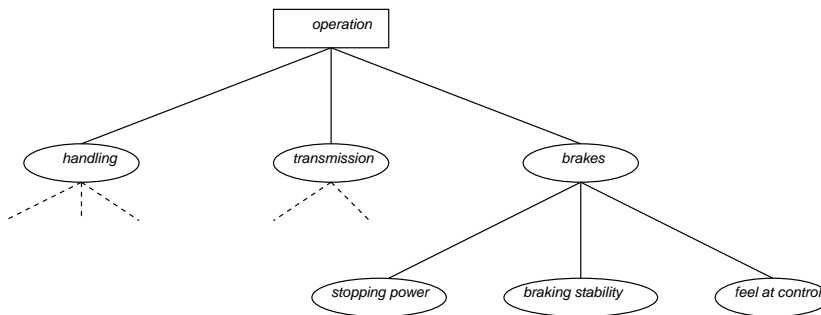 operation
handling
transmission
brakes
stopping power
braking stability
feel at control